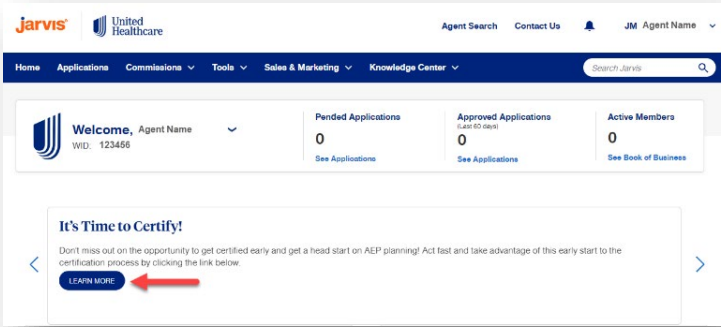 jarvis United Healthcare Agent Search Contact Us JM Agent Name
Home Applications Commissions Tools Sales & Marketing Knowledge Center Search Jarvis
Welcome, Agent Name
WID: 123456
Pended Applications
0
See Applications
Approved Applications
(Last 60 days)
0
See Applications
Active Members
0
See Book of Business
It's Time to Certify!
Don't miss out on the opportunity to get certified early and get a head start on AEP planning! Act fast and take advantage of this early start to the
certification process by clicking the link below.
LEARN MORE